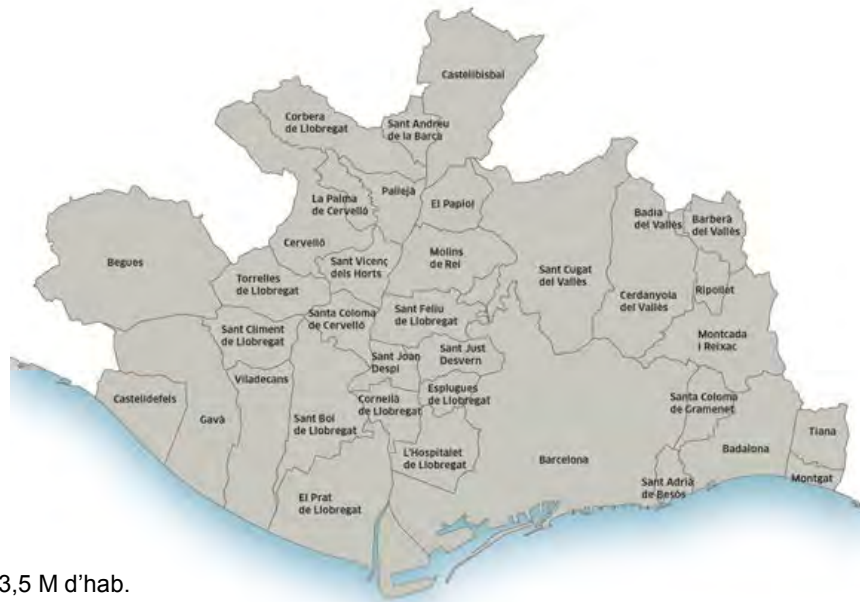 Castellbisbal
Corbera
de Llobregat
Sant Andreu
de la Barca
Pallejà
El Papiol
La Palma
de Cervelló
Badia
del Vallès
Barberà
del Vallès
Begues
Cervelló
Sant Vicenç
dels Horts
Molins
de Rei
Sant Cugat
del Vallès
Torrelles
de Llobregat
Cerdanyola
del Vallès
Ripollet
Santa Coloma
de Cervelló
Sant Feliu
de Llobregat
Sant Climent
de Llobregat
Montcada
i Reixac
Sant Joan
Despí
Sant Just
Desvern
Viladecans
Castelldefels
Gavà
Cornellà
de Llobregat
Esplugues
de Llobregat
Santa Coloma
de Gramenet
Sant Boi
de Llobregat
Tiana
Badalona
L'Hospitalet
de Llobregat
Barcelona
Montgat
Sant Adrià
de Besòs
El Prat
de Llobregat
3,5 M d'hab.